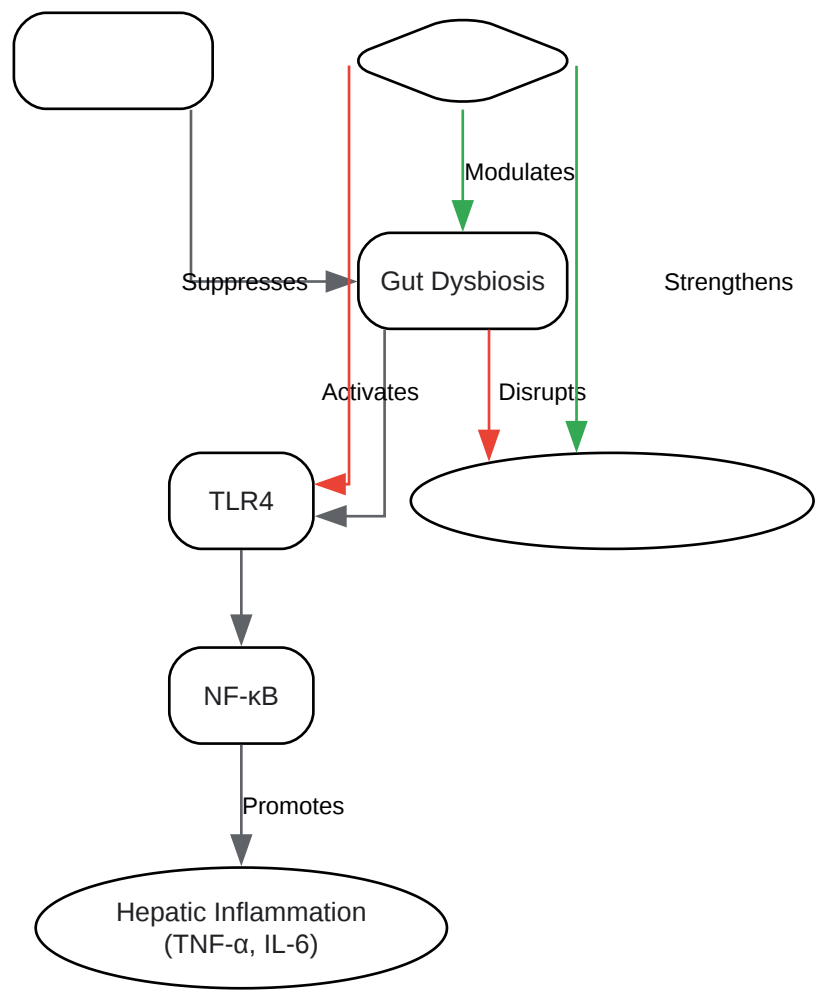 Modulates
Gut Dysbiosis
Suppresses
Strengthens
Activates
Disrupts
TLR4
NF-κB
Promotes
Hepatic Inflammation
(TNF-α, IL-6)